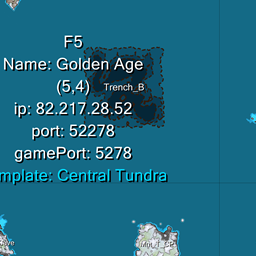 F5
Name: Golden Age
(5,4)
Trench_B
ip: 82.217.28.52
port: 52278
gamePort: 5278
mplate: Central Tundra